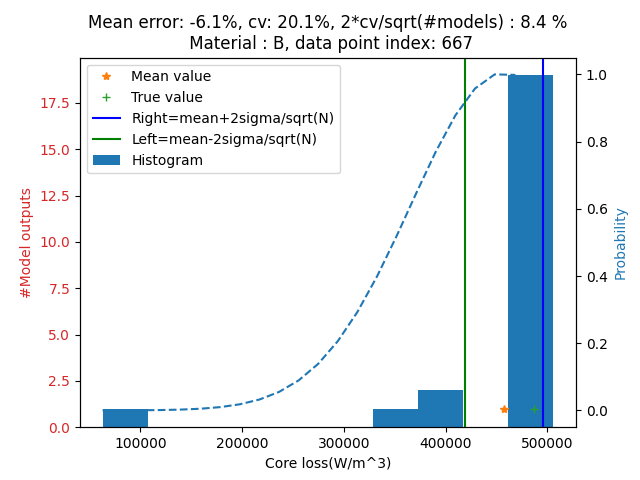 Mean error: -6.1%, cv: 20.1%, 2*cv/sqrt(#models) : 8.4 %
Material : B, data point index: 667
Mean value
True value
Right=mean+2sigma/sqrt(N)
Left=mean-2sigma/sqrt(N)
Histogram
#Model outputs
17.5
15.0
12.5
10.0
7.5
5.0
2.5
0.0
1.0
0.8
0.6
0.4
0.2
0.0
Probability
100000 200000 300000 400000 500000
Core loss(W/m^3)